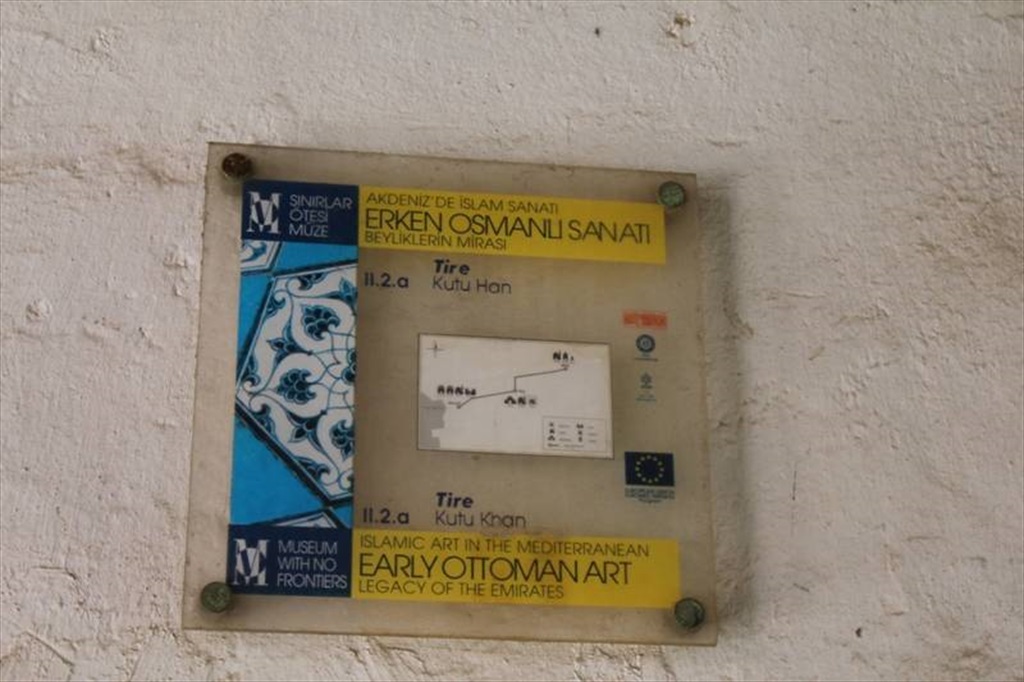 SINIRLAR
ÖTESİ
MÜZE
AKDENİZ'DE İSLAM SANATI
ERKEN OSMANLI SANATI
BEYLİKLERİN MİRASI
II.2.a
Tire
Kutu Han
II.2.a
Tire
Kutu Khan
MUSEUM
WITH NO
FRONTIERS
ISLAMIC ART IN THE MEDITERRANEAN
EARLY OTTOMAN ART
LEGACY OF THE EMIRATES